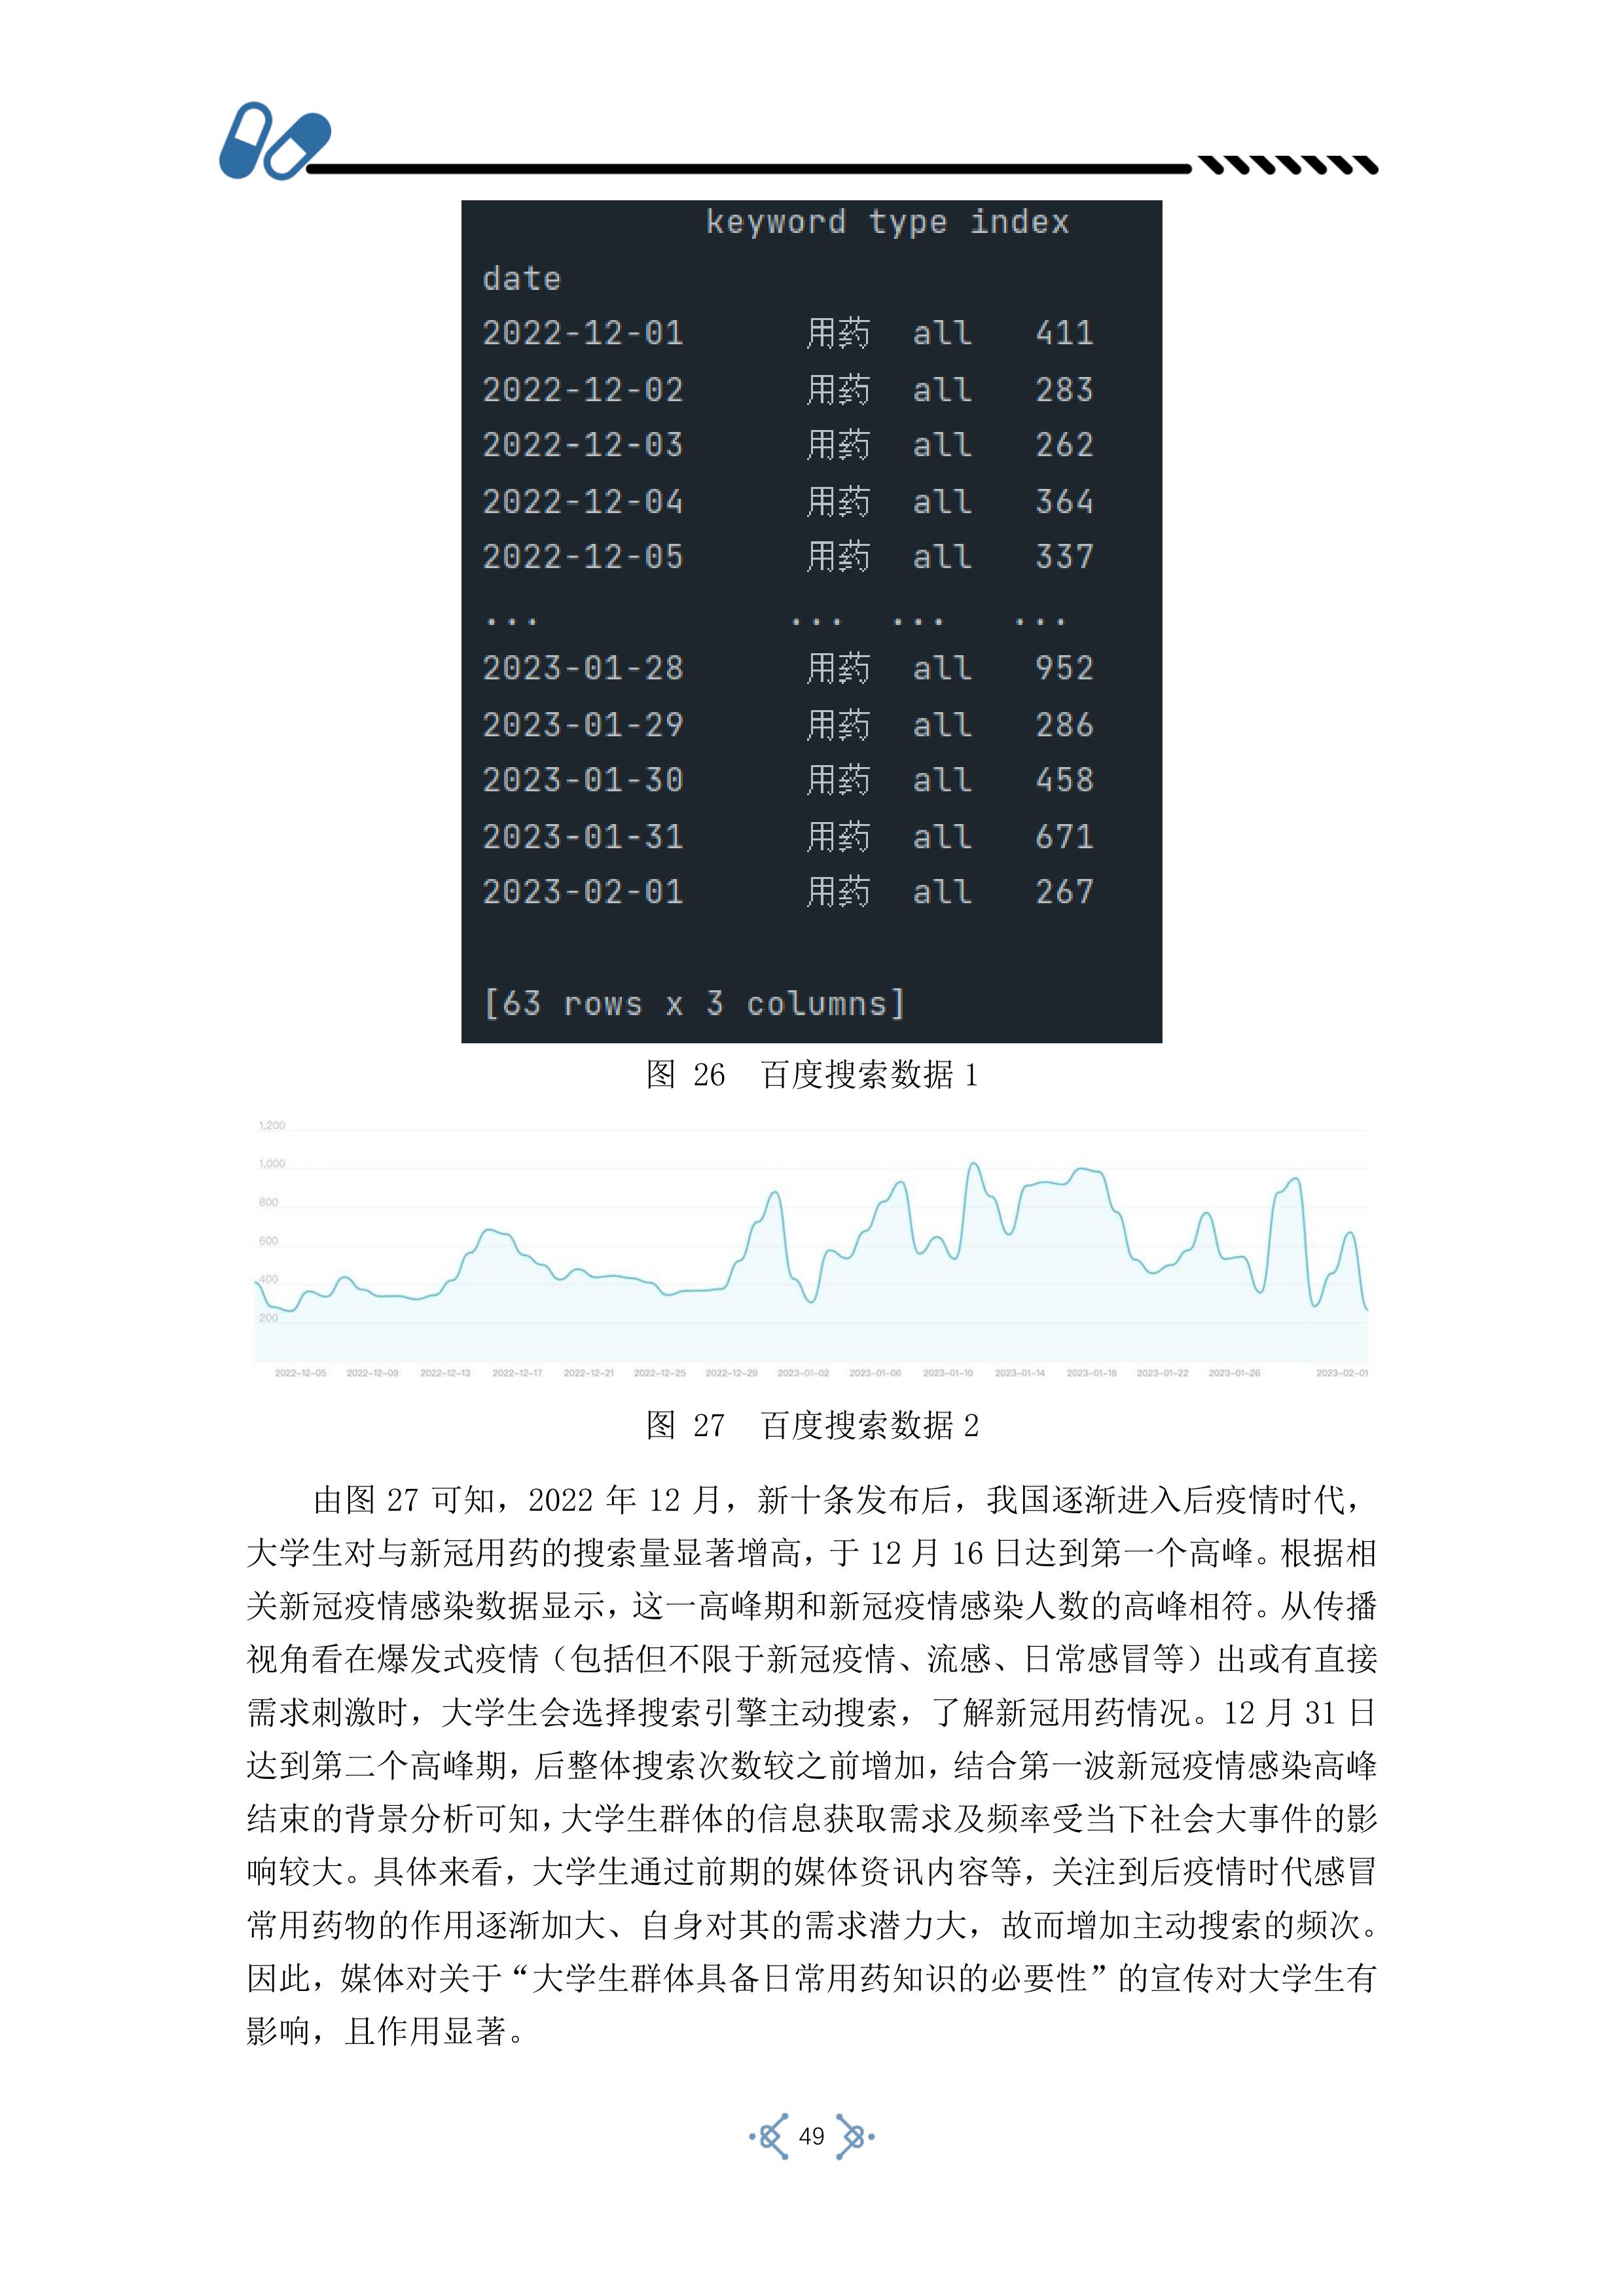 keyword type index
date
2022-12-01 用药 all 411
2022-12-02 用药 all 283
2022-12-03 用药 all 262
2022-12-04 用药 all 364
2022-12-05 用药 all 337
... ... ... ...
2023-01-28 用药 all 952
2023-01-29 用药 all 286
2023-01-30 用药 all 458
2023-01-31 用药 all 671
2023-02-01 用药 all 267
[63 rows x 3 columns]
图 26 百度搜索数据 1
1,200
1,000
800
600
400
200
2022-12-05 2022-12-09 2022-12-13 2022-12-17 2022-12-21 2022-12-25 2022-12-29 2023-01-02 2023-01-06 2023-01-10 2023-01-14 2023-01-18 2023-01-22 2023-01-26 2023-02-01
图 27 百度搜索数据 2
由图 27 可知，2022 年 12 月，新十条发布后，我国逐渐进入后疫情时代，
大学生对与新冠用药的搜索量显著增高，于 12 月 16 日达到第一个高峰。根据相
关新冠疫情感染数据显示，这一高峰期和新冠疫情感染人数的高峰相符。从传播
视角看在爆发式疫情（包括但不限于新冠疫情、流感、日常感冒等）出或有直接
需求刺激时，大学生会选择搜索引擎主动搜索，了解新冠用药情况。12 月 31 日
达到第二个高峰期，后整体搜索次数较之前增加，结合第一波新冠疫情感染高峰
结束的背景分析可知，大学生群体的信息获取需求及频率受当下社会大事件的影
响较大。具体来看，大学生通过前期的媒体资讯内容等，关注到后疫情时代感冒
常用药物的作用逐渐加大、自身对其的需求潜力大，故而增加主动搜索的频次。
因此，媒体对关于“大学生群体具备日常用药知识的必要性”的宣传对大学生有
影响，且作用显著。
49